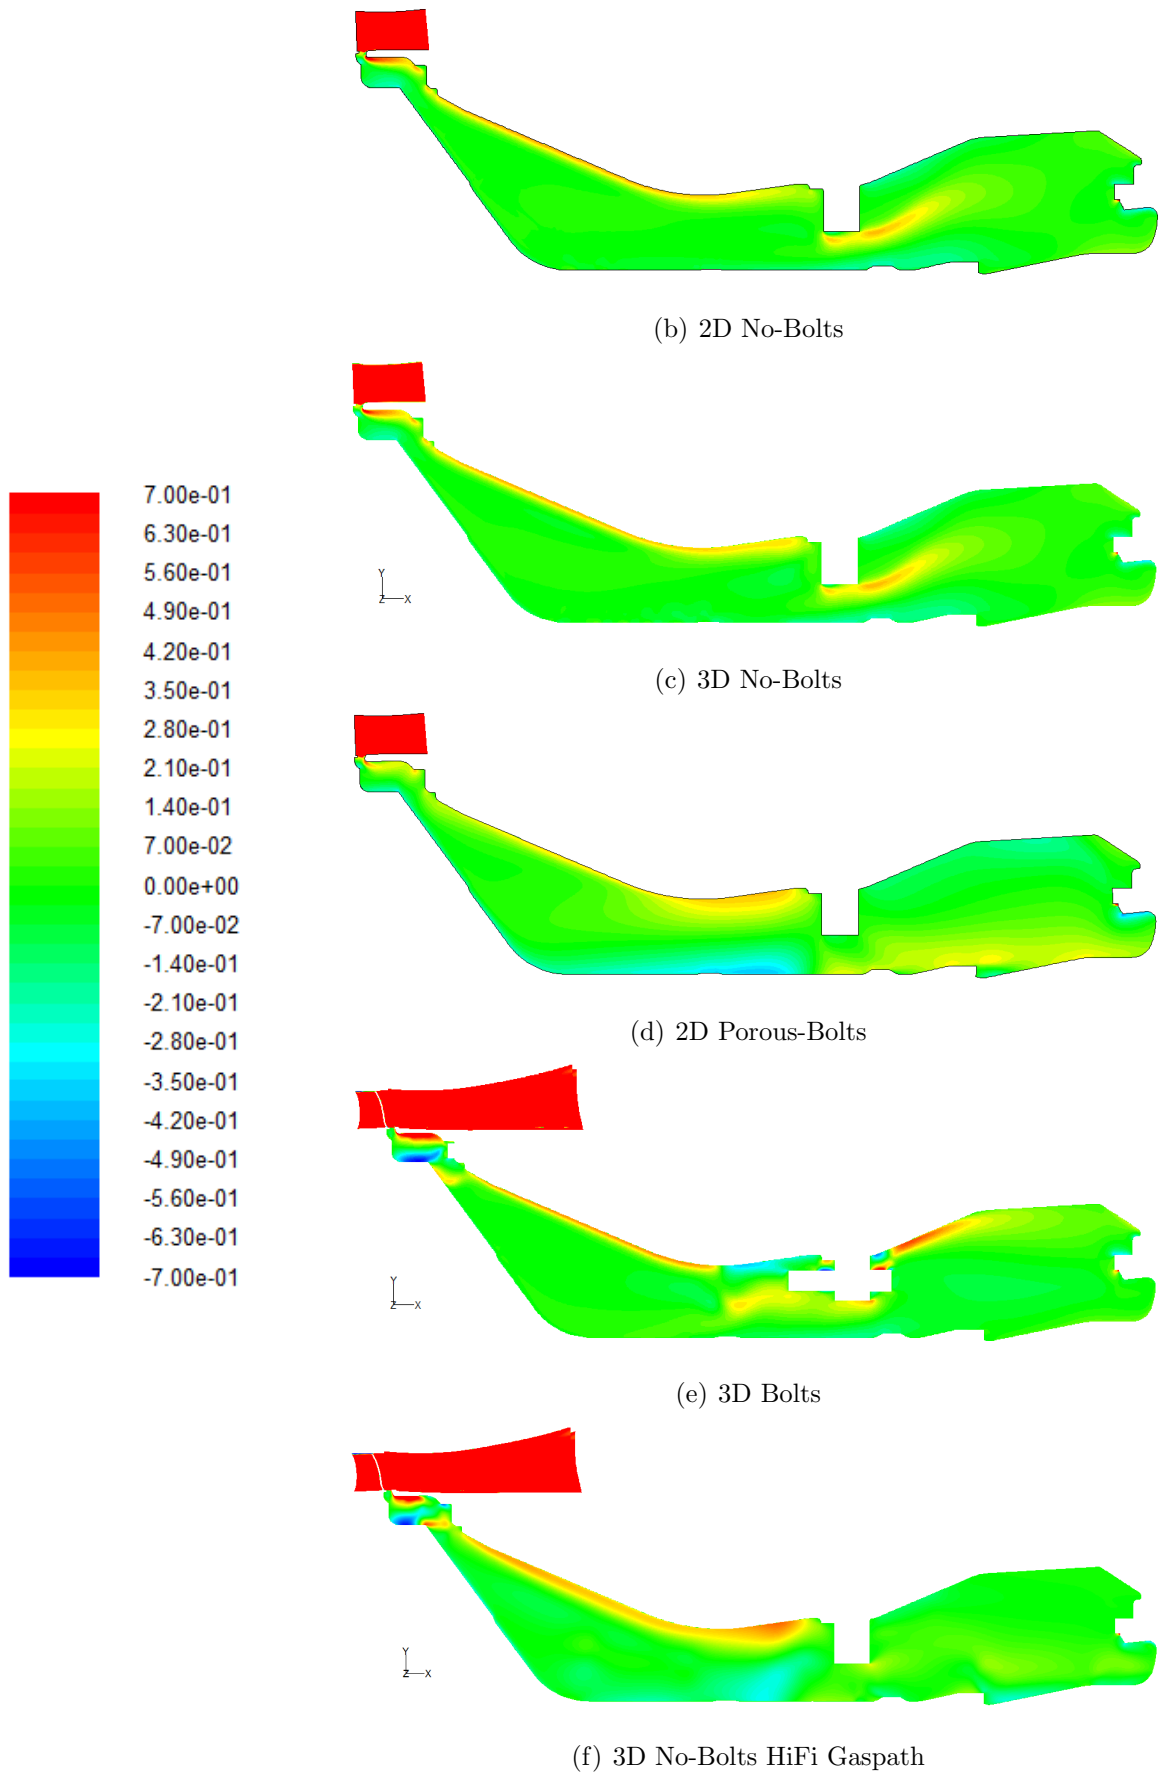 (b) 2D No-Bolts
7.00e-01
6.30e-01
5.60e-01
4.90e-01
4.20e-01
3.50e-01
2.80e-01
2.10e-01
1.40e-01
7.00e-02
0.00e+00
-7.00e-02
-1.40e-01
-2.10e-01
-2.80e-01
-3.50e-01
-4.20e-01
-4.90e-01
-5.60e-01
-6.30e-01
-7.00e-01
Y
Z X
(c) 3D No-Bolts
(d) 2D Porous-Bolts
Y
Z X
(e) 3D Bolts
Y
Z X
(f) 3D No-Bolts HiFi Gaspath